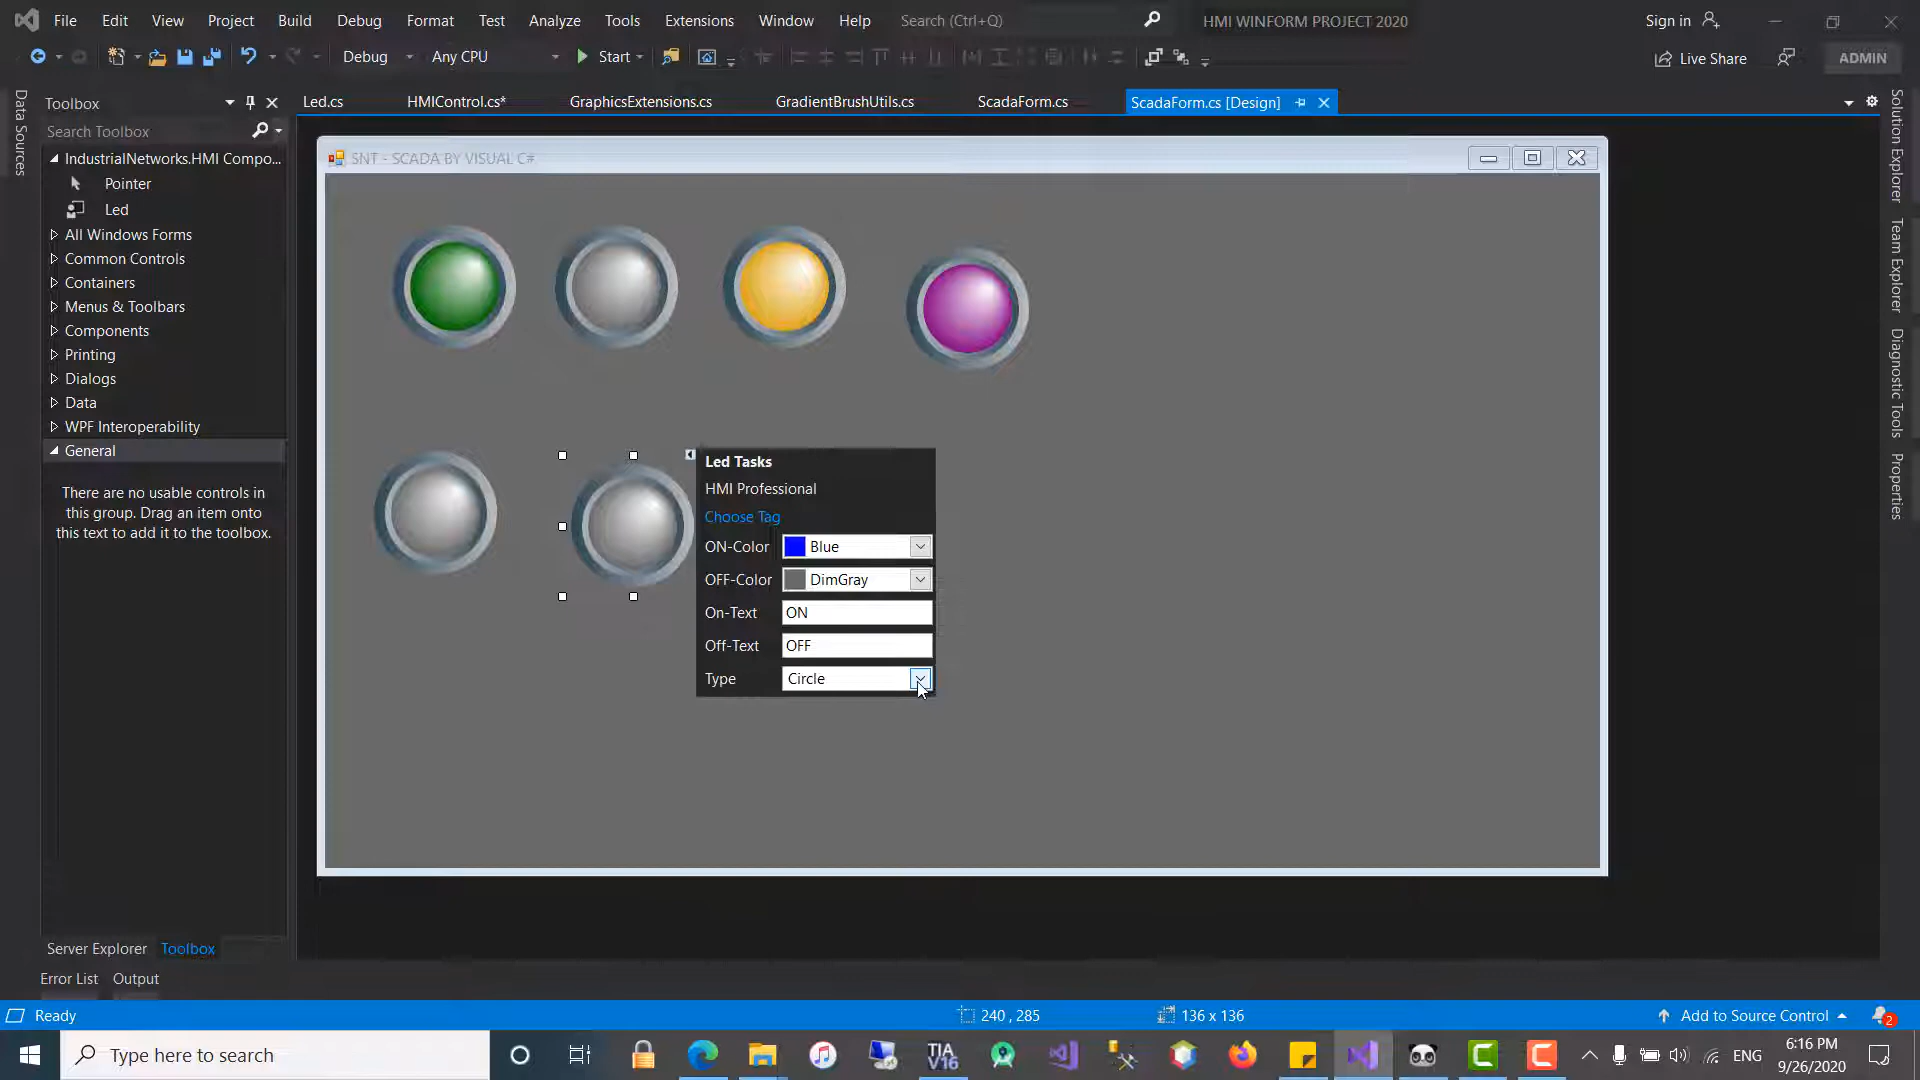 File Edit View Project Build Debug Format Test Analyze Tools Extensions Window Help Search (Ctrl+Q) HMI WINFORM PROJECT 2020 Sign in
Debug Any CPU Start Live Share ADMIN
Data Sources
Toolbox
Search Toolbox
IndustrialNetworks.HMI Compo...
Pointer
Led
All Windows Forms
Common Controls
Containers
Menus & Toolbars
Components
Printing
Dialogs
Data
WPF Interoperability
General
There are no usable controls in
this group. Drag an item onto
this text to add it to the toolbox.
Server Explorer Toolbox
Error List Output
Led.cs HMIControl.cs* GraphicsExtensions.cs GradientBrushUtils.cs ScadaForm.cs ScadaForm.cs [Design]
SNT - SCADA BY VISUAL C#
Led Tasks
HMI Professional
Choose Tag
ON-Color Blue
OFF-Color DimGray
On-Text ON
Off-Text OFF
Type Circle
Solution Explorer
Team Explorer
Diagnostic Tools
Properties
Ready 240 , 285 136 x 136 Add to Source Control 2
Type here to search TIA V16 ENG 6:16 PM
9/26/2020